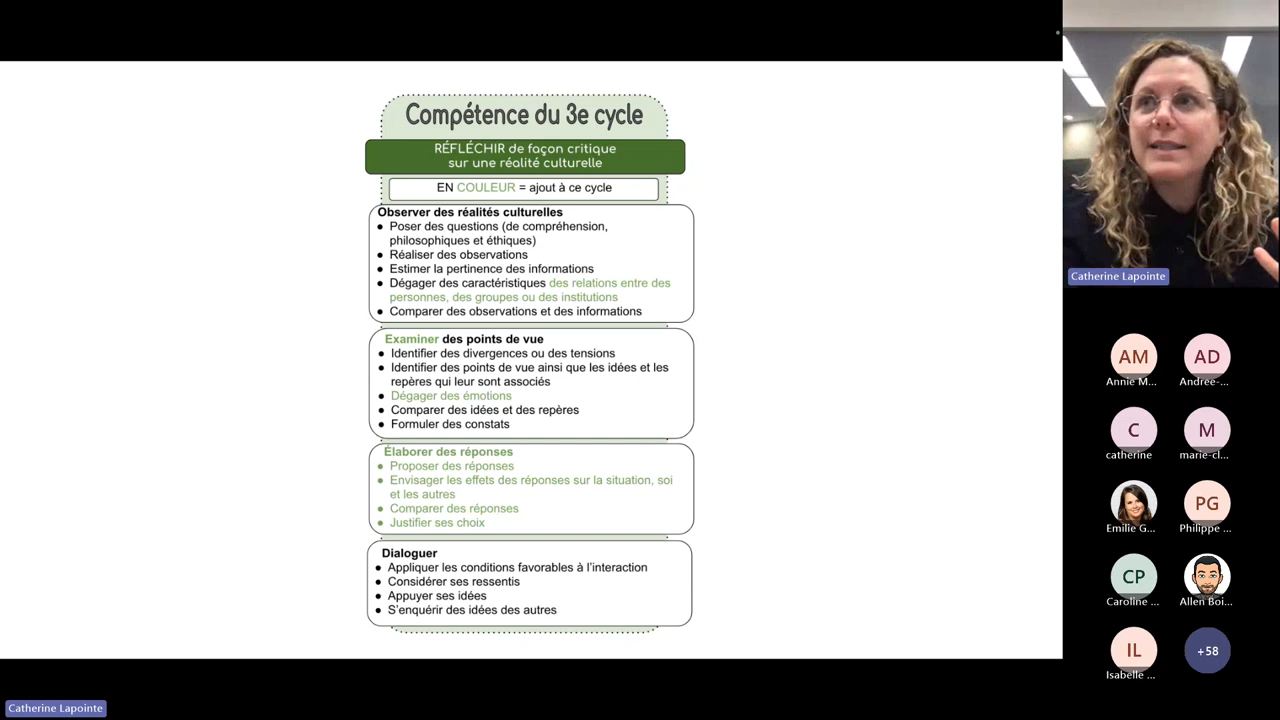 Compétence du 3e cycle
RÉFLÉCHIR de façon critique
sur une réalité culturelle
EN COULEUR = ajout à ce cycle
Observer des réalités culturelles
● Poser des questions (de compréhension,
philosophiques et éthiques)
● Réaliser des observations
● Estimer la pertinence des informations
● Dégager des caractéristiques des relations entre des
personnes, des groupes ou des institutions
● Comparer des observations et des informations
Examiner des points de vue
● Identifier des divergences ou des tensions
● Identifier des points de vue ainsi que les idées et les
repères qui leur sont associés
● Dégager des émotions
● Comparer des idées et des repères
● Formuler des constats
Élaborer des réponses
● Proposer des réponses
● Envisager les effets des réponses sur la situation, soi
et les autres
● Comparer des réponses
● Justifier ses choix
Dialoguer
● Appliquer les conditions favorables à l'interaction
● Considérer ses ressentis
● Appuyer ses idées
● S'enquérir des idées des autres
Catherine Lapointe
AM
Annie M...
AD
Andrée-...
C
catherine
M
marie-cl...
Emilie G...
PG
Philippe ...
CP
Caroline ...
Allen Boi...
IL
Isabelle ...
+58
Catherine Lapointe